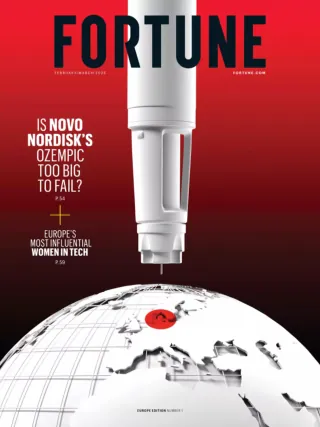 FORTUNE
FEBRUARY/MARCH 2025
FORTUNE.COM
IS NOVO
NORDISK'S
OZEMPIC
TOO BIG
TO FAIL?
P.54
+
EUROPE'S
MOST INFLUENTIAL
WOMEN IN TECH
P.59
EUROPE EDITION NUMBER 1